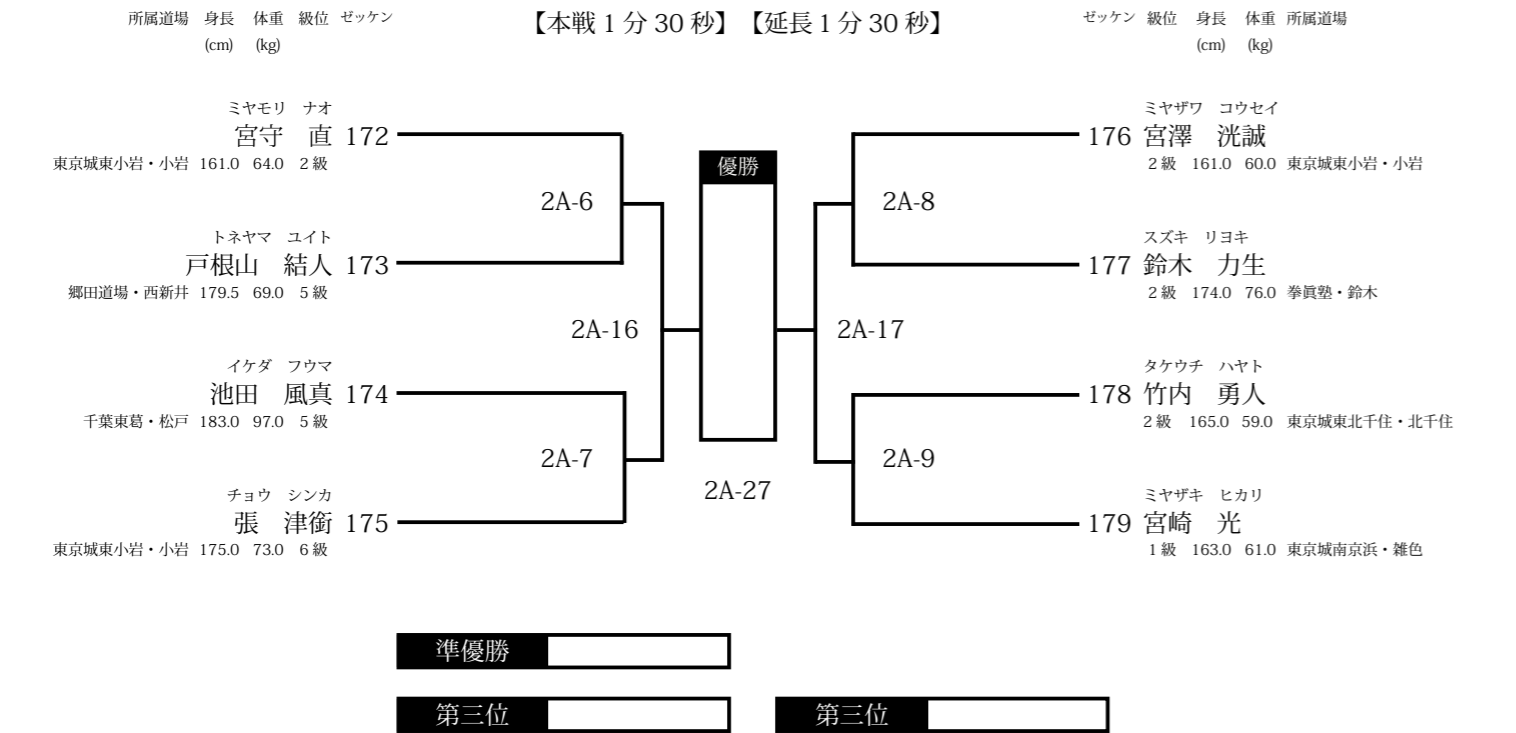 所属道場 身長 体重 級位 ゼッケン
(cm) (kg)
【本戦1分30秒】【延長1分30秒】
ゼッケン 級位 身長 体重 所属道場
(cm) (kg)
ミヤモリ ナオ
宮守 直 172
東京城東小岩・小岩 161.0 64.0 2級
2A-6
トネヤマ ユイト
戸根山 結人 173
郷田道場・西新井 179.5 69.0 5級
2A-16
イケダ フウマ
池田 風真 174
千葉東葛・松戸 183.0 97.0 5級
2A-7
チョウ シンカ
張 津銜 175
東京城東小岩・小岩 175.0 73.0 6級
優勝
2A-27
ミヤザワ コウセイ
176 宮澤 洸誠
2級 161.0 60.0 東京城東小岩・小岩
2A-8
スズキ リヨキ
177 鈴木 力生
2級 174.0 76.0 拳眞塾・鈴木
2A-17
タケウチ ハヤト
178 竹内 勇人
2級 165.0 59.0 東京城東北千住・北千住
2A-9
ミヤザキ ヒカリ
179 宮崎 光
1級 163.0 61.0 東京城南京浜・雑色
準優勝
第三位
第三位